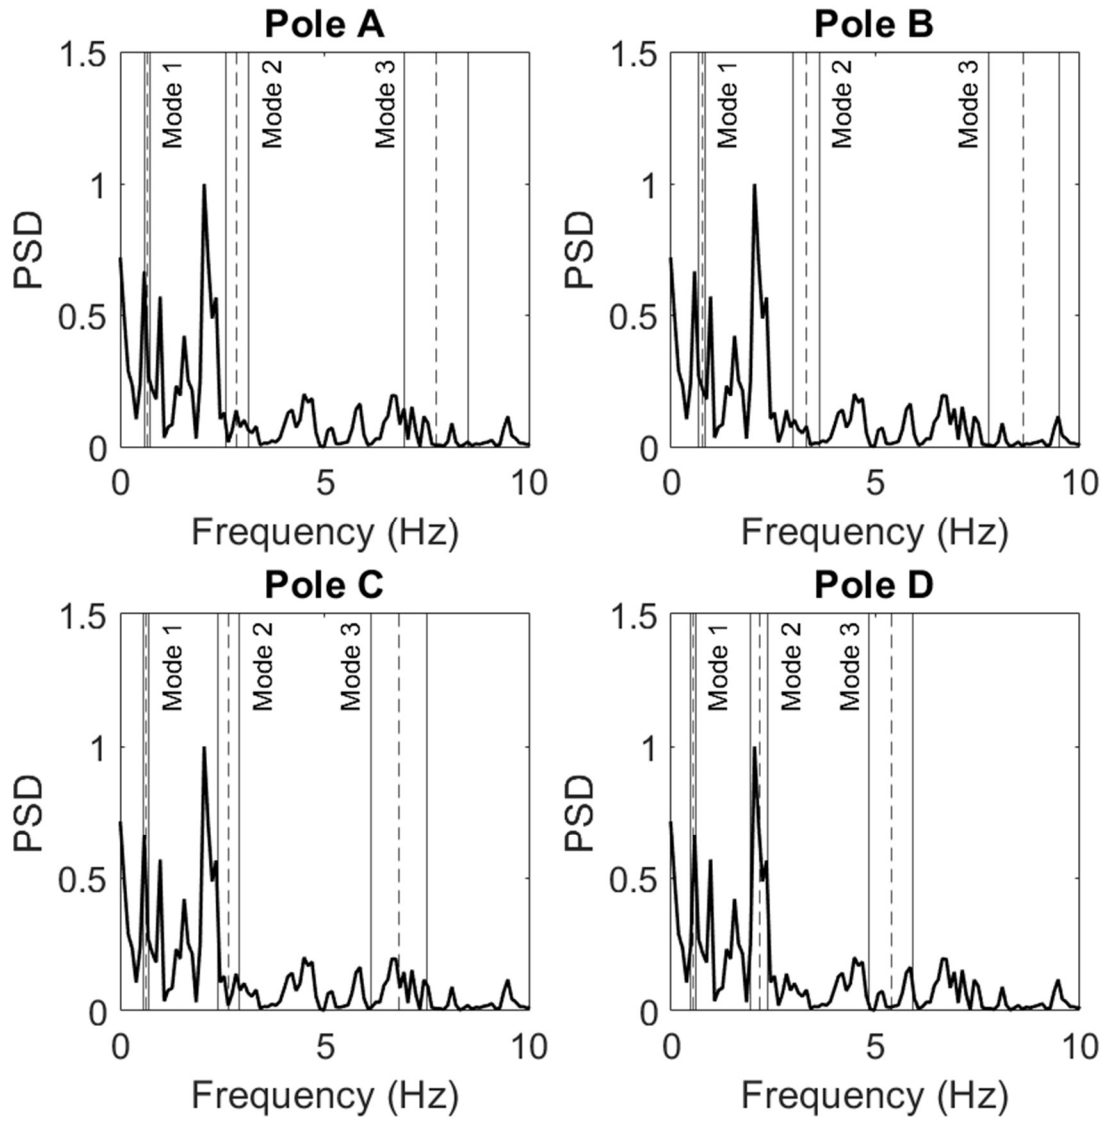 Pole A
1.5
1
0.5
0
PSD
Mode 1
Mode 2
Mode 3
0 5 10
Frequency (Hz)
Pole B
1.5
1
0.5
0
PSD
Mode 1
Mode 2
Mode 3
0 5 10
Frequency (Hz)
Pole C
1.5
1
0.5
0
PSD
Mode 1
Mode 2
Mode 3
0 5 10
Frequency (Hz)
Pole D
1.5
1
0.5
0
PSD
Mode 1
Mode 2
Mode 3
0 5 10
Frequency (Hz)